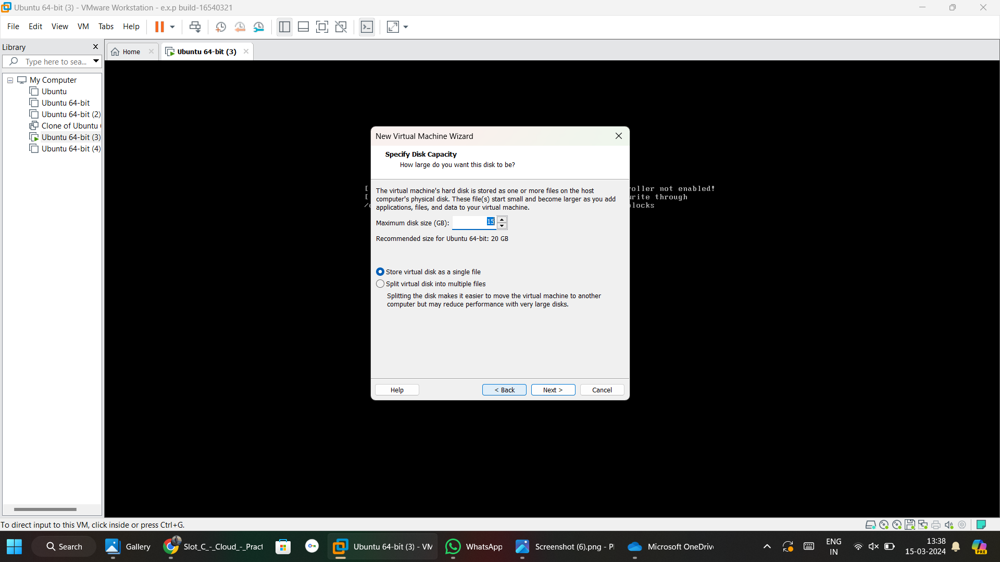 Ubuntu 64-bit (3) - VMware Workstation - e.x.p build-16540321
File Edit View VM Tabs Help
Library
Type here to sea...
Home
Ubuntu 64-bit (3)
My Computer
Ubuntu
Ubuntu 64-bit
Ubuntu 64-bit (2)
Clone of Ubuntu
Ubuntu 64-bit (3)
Ubuntu 64-bit (4)
New Virtual Machine Wizard
Specify Disk Capacity
How large do you want this disk to be?
[ roller not enabled!
[ write through
locks
The virtual machine's hard disk is stored as one or more files on the host
computer's physical disk. These file(s) start small and become larger as you add
applications, files, and data to your virtual machine.
Maximum disk size (GB): 15
Recommended size for Ubuntu 64-bit: 20 GB
Store virtual disk as a single file
Split virtual disk into multiple files
Splitting the disk makes it easier to move the virtual machine to another
computer but may reduce performance with very large disks.
Help < Back Next > Cancel
To direct input to this VM, click inside or press Ctrl+G.
Search Gallery Slot_C_-_Cloud_-_Pract Ubuntu 64-bit (3) - VM WhatsApp Screenshot (6).png - P Microsoft OneDriv
ENG
IN
13:38
15-03-2024
PRE